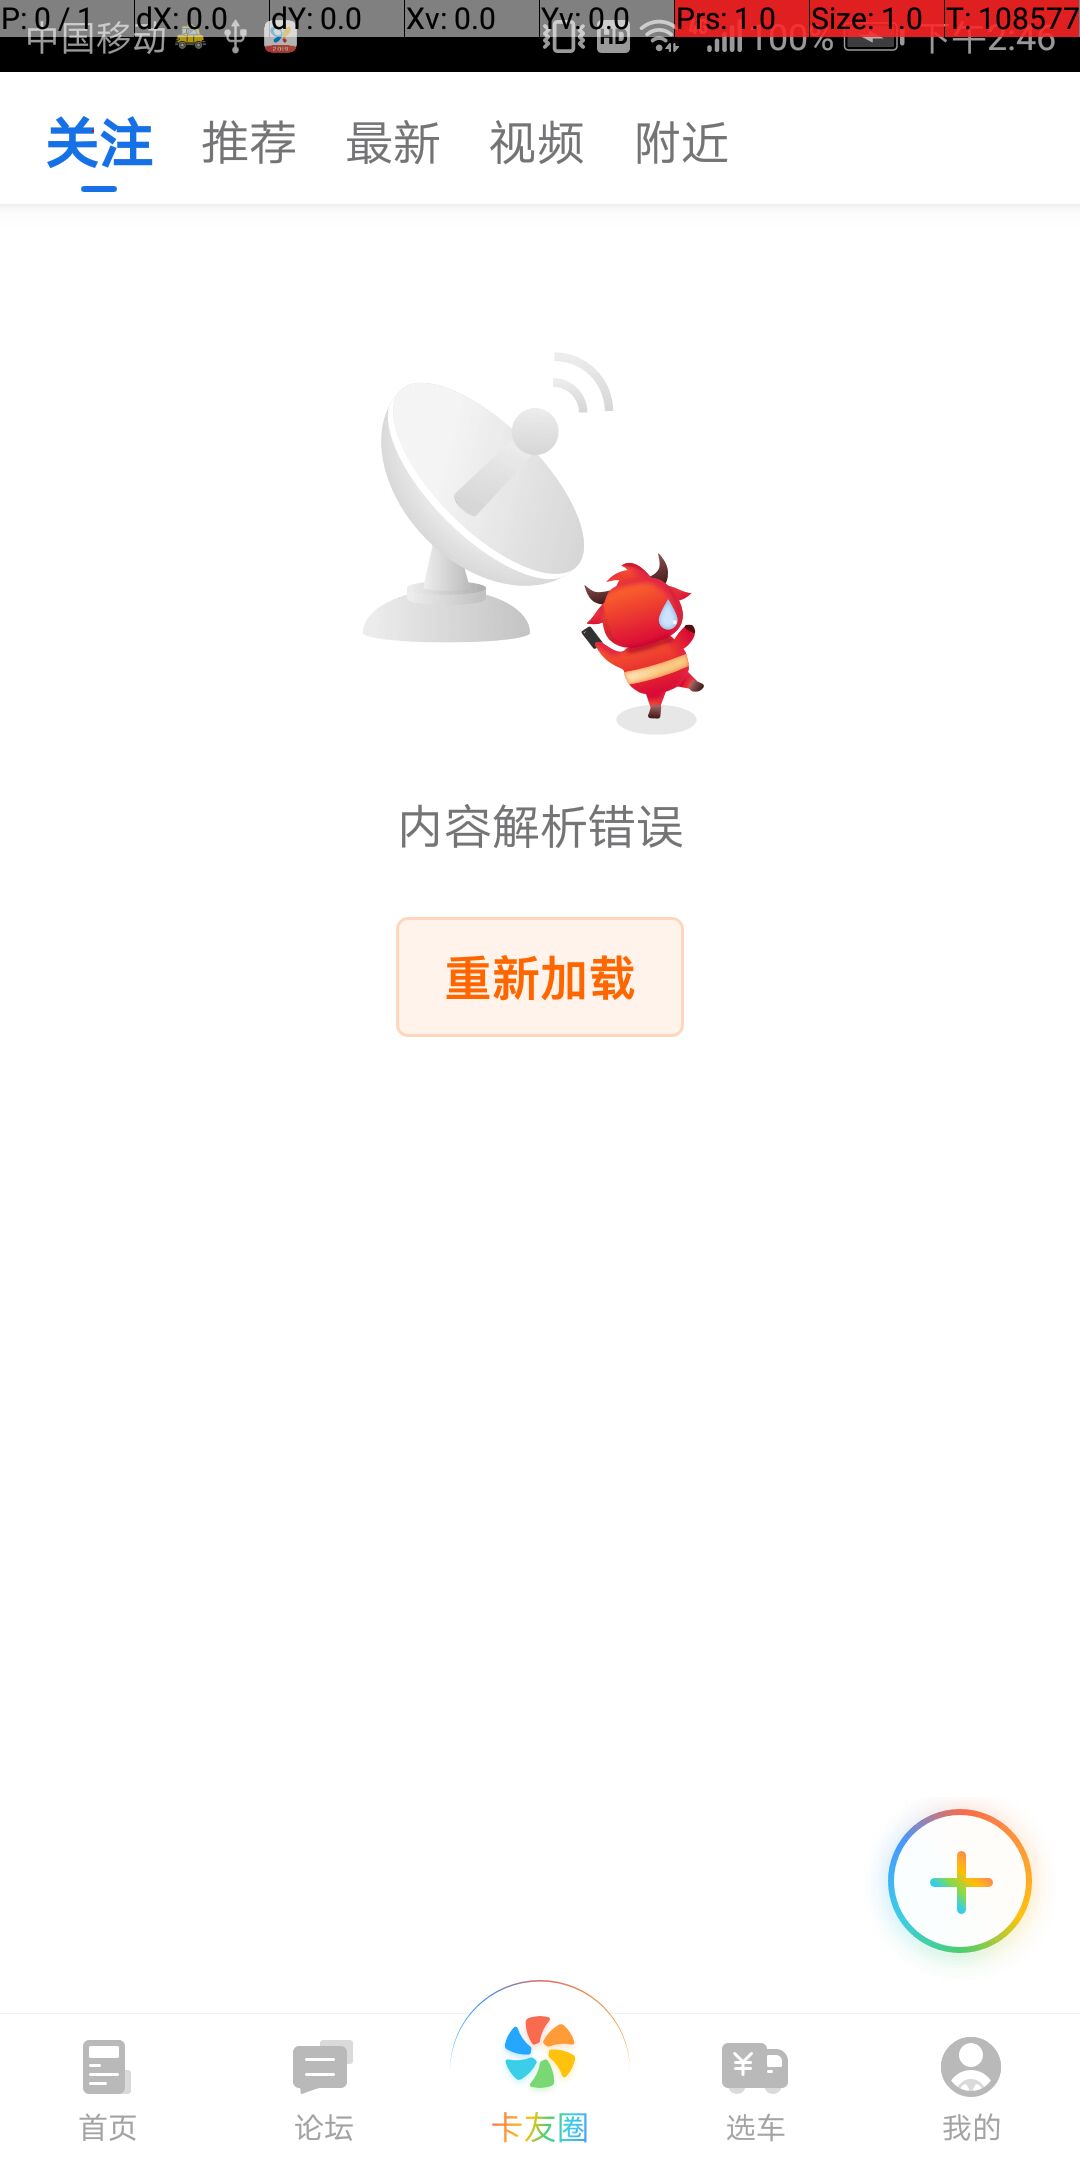 P: 0 / 1 dX: 0.0 dY: 0.0 Xv: 0.0 Yv: 0.0 Prs: 1.0 Size: 1.0 T: 108577
中国移动 HD 100% 下午2:46
关注 推荐 最新 视频 附近
内容解析错误
重新加载
首页 论坛 卡友圈 选车 我的